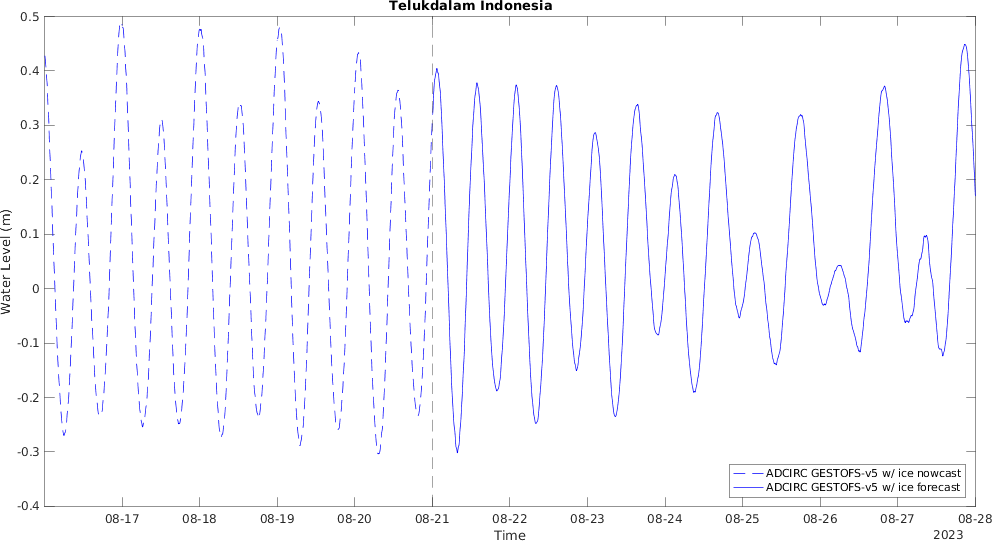 Telukdalam Indonesia
Water Level (m)
0.5
0.4
0.3
0.2
0.1
0
-0.1
-0.2
-0.3
-0.4
ADCIRC GESTOFS-v5 w/ ice nowcast
ADCIRC GESTOFS-v5 w/ ice forecast
08-17 08-18 08-19 08-20 08-21 08-22 08-23 08-24 08-25 08-26 08-27 08-28
Time
2023